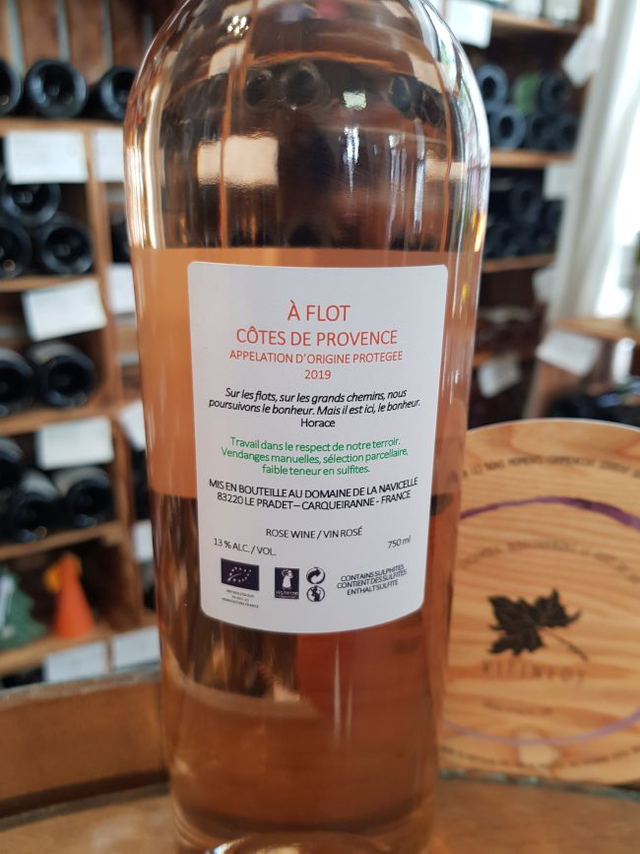 À FLOT
CÔTES DE PROVENCE
APPELATION D'ORIGINE PROTEGEE
2019
Sur les flots, sur les grands chemins, nous
poursuivons le bonheur. Mais il est ici, le bonheur.
Horace
Travail dans le respect de notre terroir.
Vendanges manuelles, sélection parcellaire,
faible teneur en sulfites.
MIS EN BOUTEILLE AU DOMAINE DE LA NAVICELLE
83220 LE PRADET – CARQUEIRANNE - FRANCE
ROSE WINE / VIN ROSÉ
13 % ALC. / VOL.
750 ml
CONTAINS SULPHITES
CONTIENT DES SULFITES
ENTHALT SULFITE